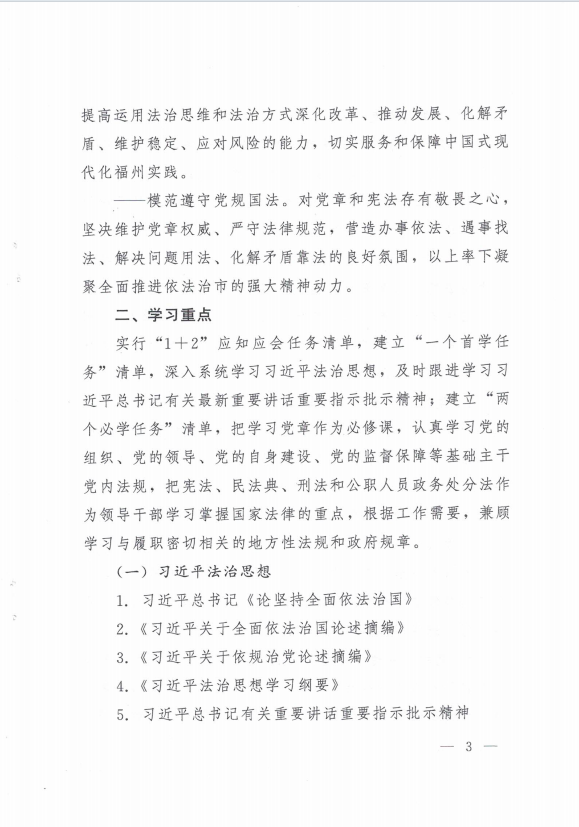 提高运用法治思维和法治方式深化改革、推动发展、化解矛
盾、维护稳定、应对风险的能力，切实服务和保障中国式现
代化福州实践。
——模范遵守党规国法。对党章和宪法存有敬畏之心，
坚决维护党章权威、严守法律规范，营造办事依法、遇事找
法、解决问题用法、化解矛盾靠法的良好氛围，以上率下凝
聚全面推进依法治市的强大精神动力。
二、学习重点
实行“1+2”应知应会任务清单，建立“一个首学任
务”清单，深入系统学习习近平法治思想，及时跟进学习习
近平总书记有关最新重要讲话重要指示批示精神；建立“两
个必学任务”清单，把学习党章作为必修课，认真学习党的
组织、党的领导、党的自身建设、党的监督保障等基础主干
党内法规，把宪法、民法典、刑法和公职人员政务处分法作
为领导干部学习掌握国家法律的重点，根据工作需要，兼顾
学习与履职密切相关的地方性法规和政府规章。
（一）习近平法治思想
1．习近平总书记《论坚持全面依法治国》
2．《习近平关于全面依法治国论述摘编》
3．《习近平关于依规治党论述摘编》
4．《习近平法治思想学习纲要》
5．习近平总书记有关重要讲话重要指示批示精神
— 3 —